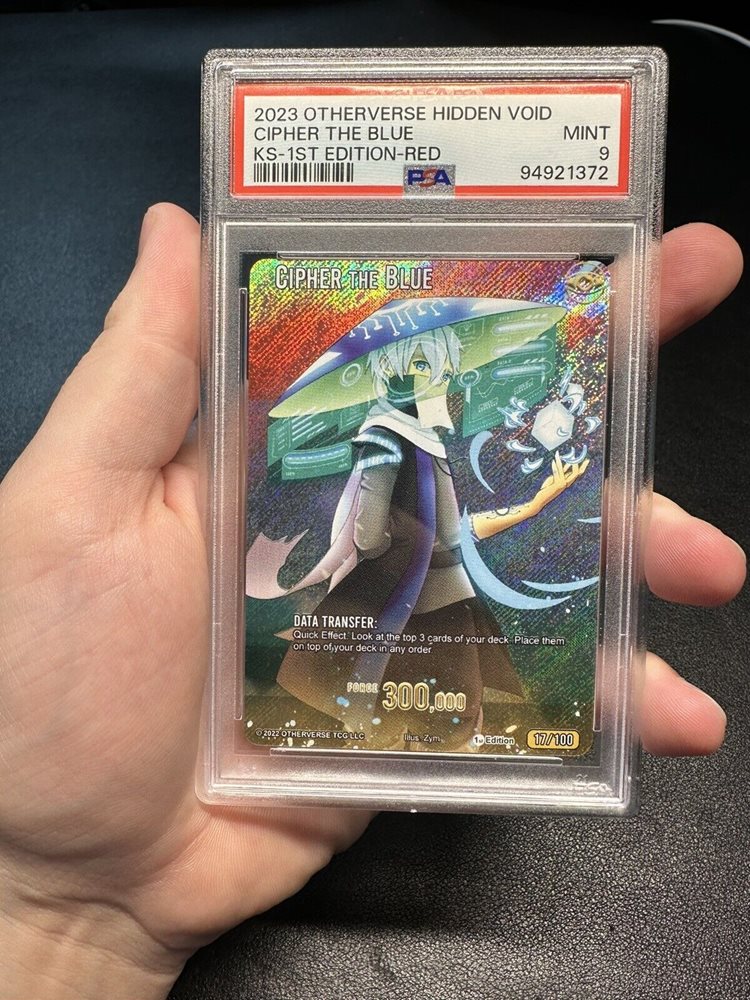 2023 OTHERVERSE HIDDEN VOID
CIPHER THE BLUE MINT
KS-1ST EDITION-RED 9
PSA 94921372
CIPHER THE BLUE
DATA TRANSFER:
Quick Effect. Look at the top 3 cards of your deck. Place them
on top of your deck in any order
FORCE 300,000
©2022 OTHERVERSE TCG LLC Illus. Zym 1st Edition 17/100